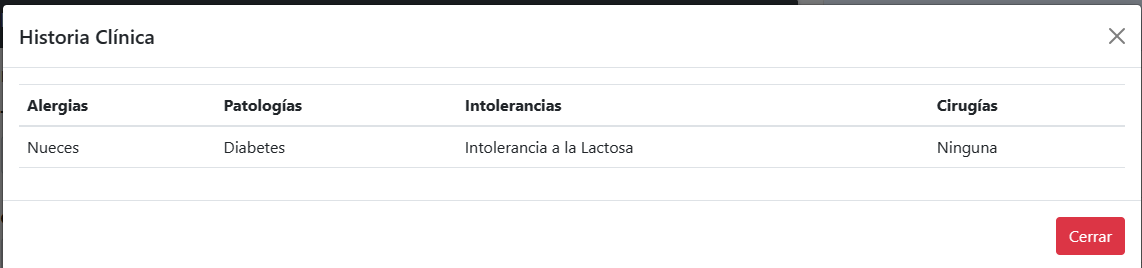 Historia Clínica
Alergias Patologías Intolerancias Cirugías
Nueces Diabetes Intolerancia a la Lactosa Ninguna
Cerrar